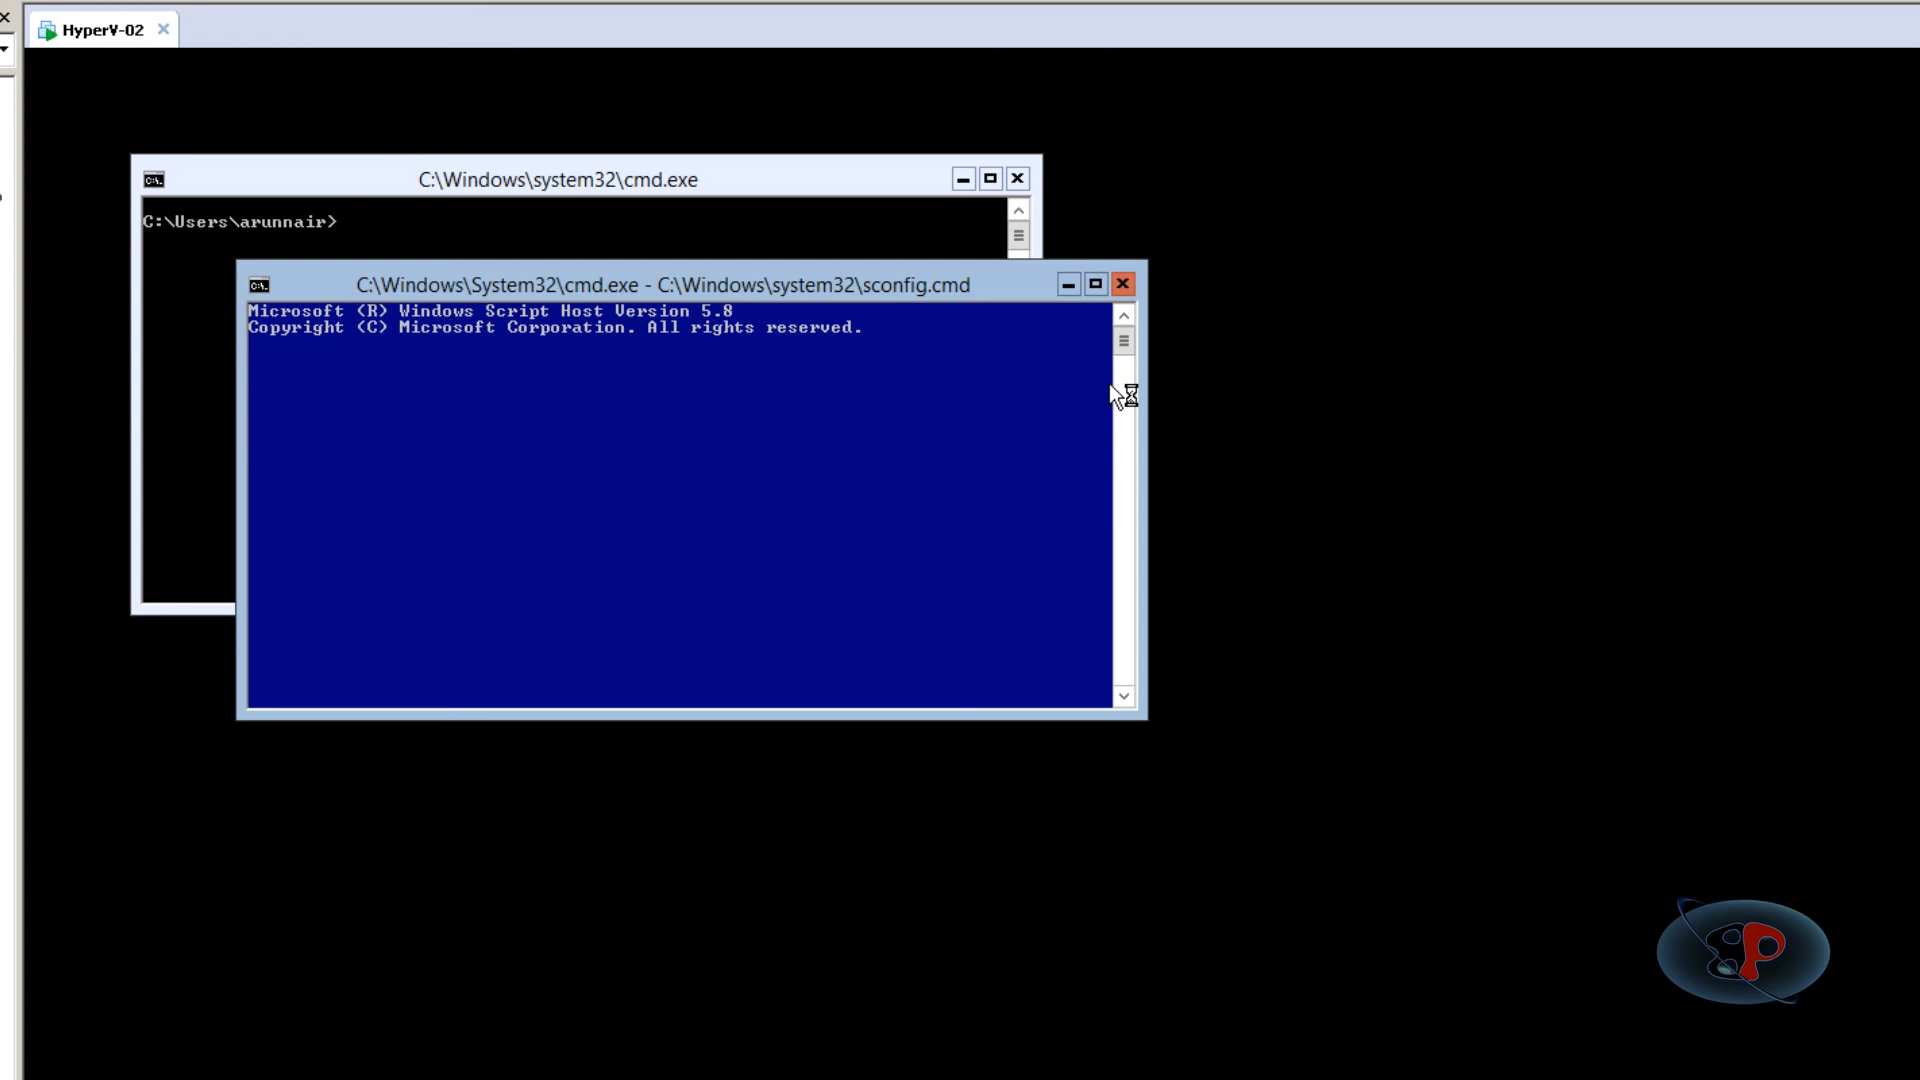 HyperV-02
C:\Windows\system32\cmd.exe
C:\Users\arunnair>
C:\Windows\System32\cmd.exe - C:\Windows\system32\sconfig.cmd
Microsoft (R) Windows Script Host Version 5.8
Copyright (C) Microsoft Corporation. All rights reserved.